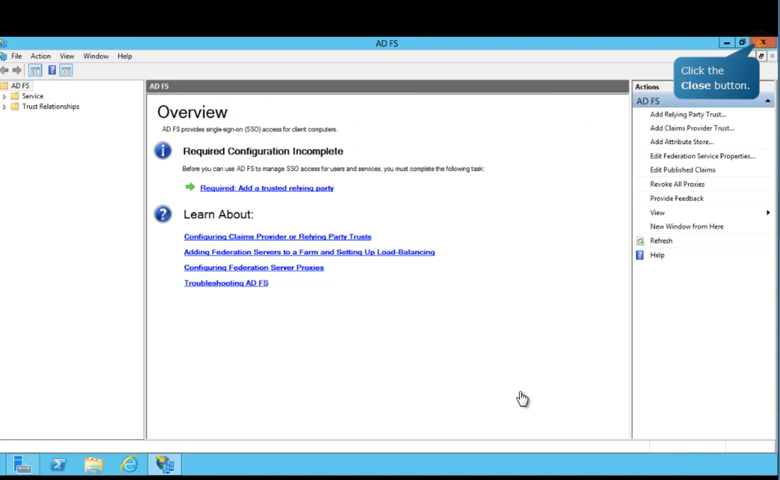 AD FS
File Action View Window Help
AD FS
Service
Trust Relationships
AD FS
Overview
AD FS provides single-sign-on (SSO) access for client computers.
Required Configuration Incomplete
Before you can use AD FS to manage SSO access for users and services, you must complete the following task:
Required: Add a trusted relying party
Learn About:
Configuring Claims Provider or Relying Party Trusts
Adding Federation Servers to a Farm and Setting Up Load-Balancing
Configuring Federation Server Proxies
Troubleshooting AD FS
Click the
Close button.
Actions
AD FS
Add Relying Party Trust...
Add Claims Provider Trust...
Add Attribute Store...
Edit Federation Service Properties...
Edit Published Claims
Revoke All Proxies
Provide Feedback
View
New Window from Here
Refresh
Help